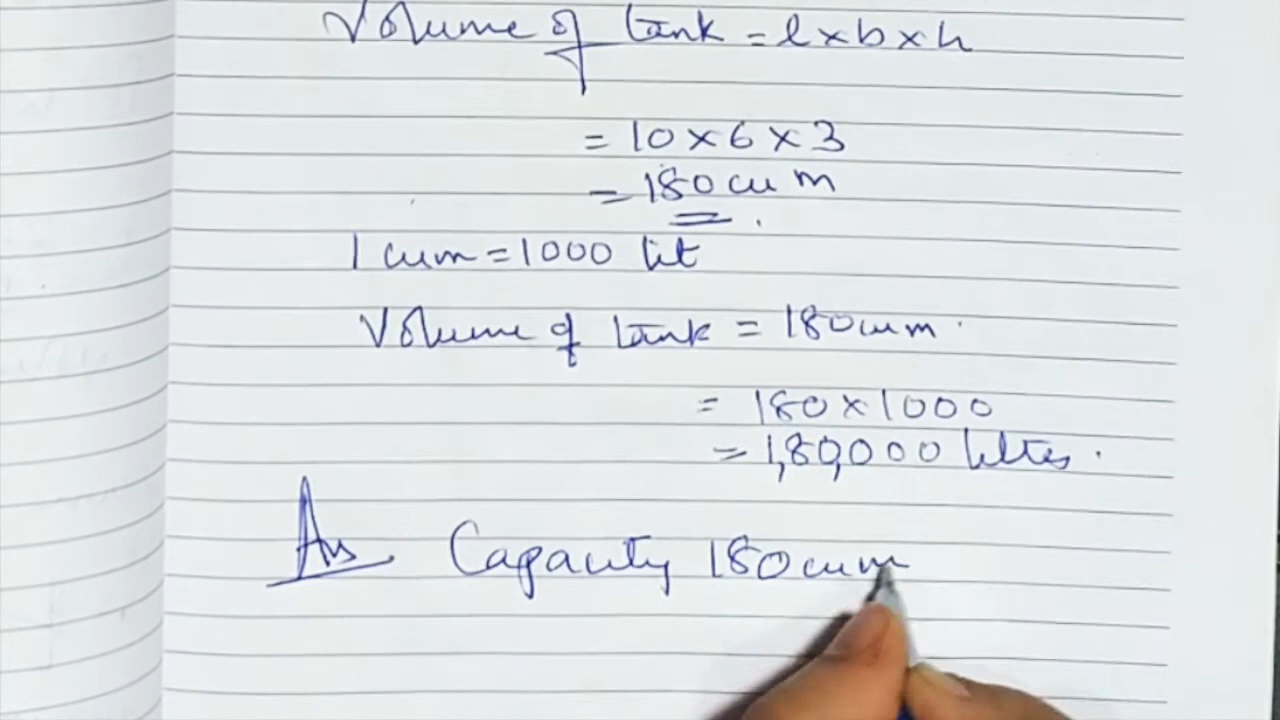 Volume of tank = l x b x h
= 10 x 6 x 3
= 180 cu m
1 cum = 1000 lit
Volume of tank = 180 cum.
= 180 x 1000
= 1,80,000 liltes.
Ans Capacity 180 cum